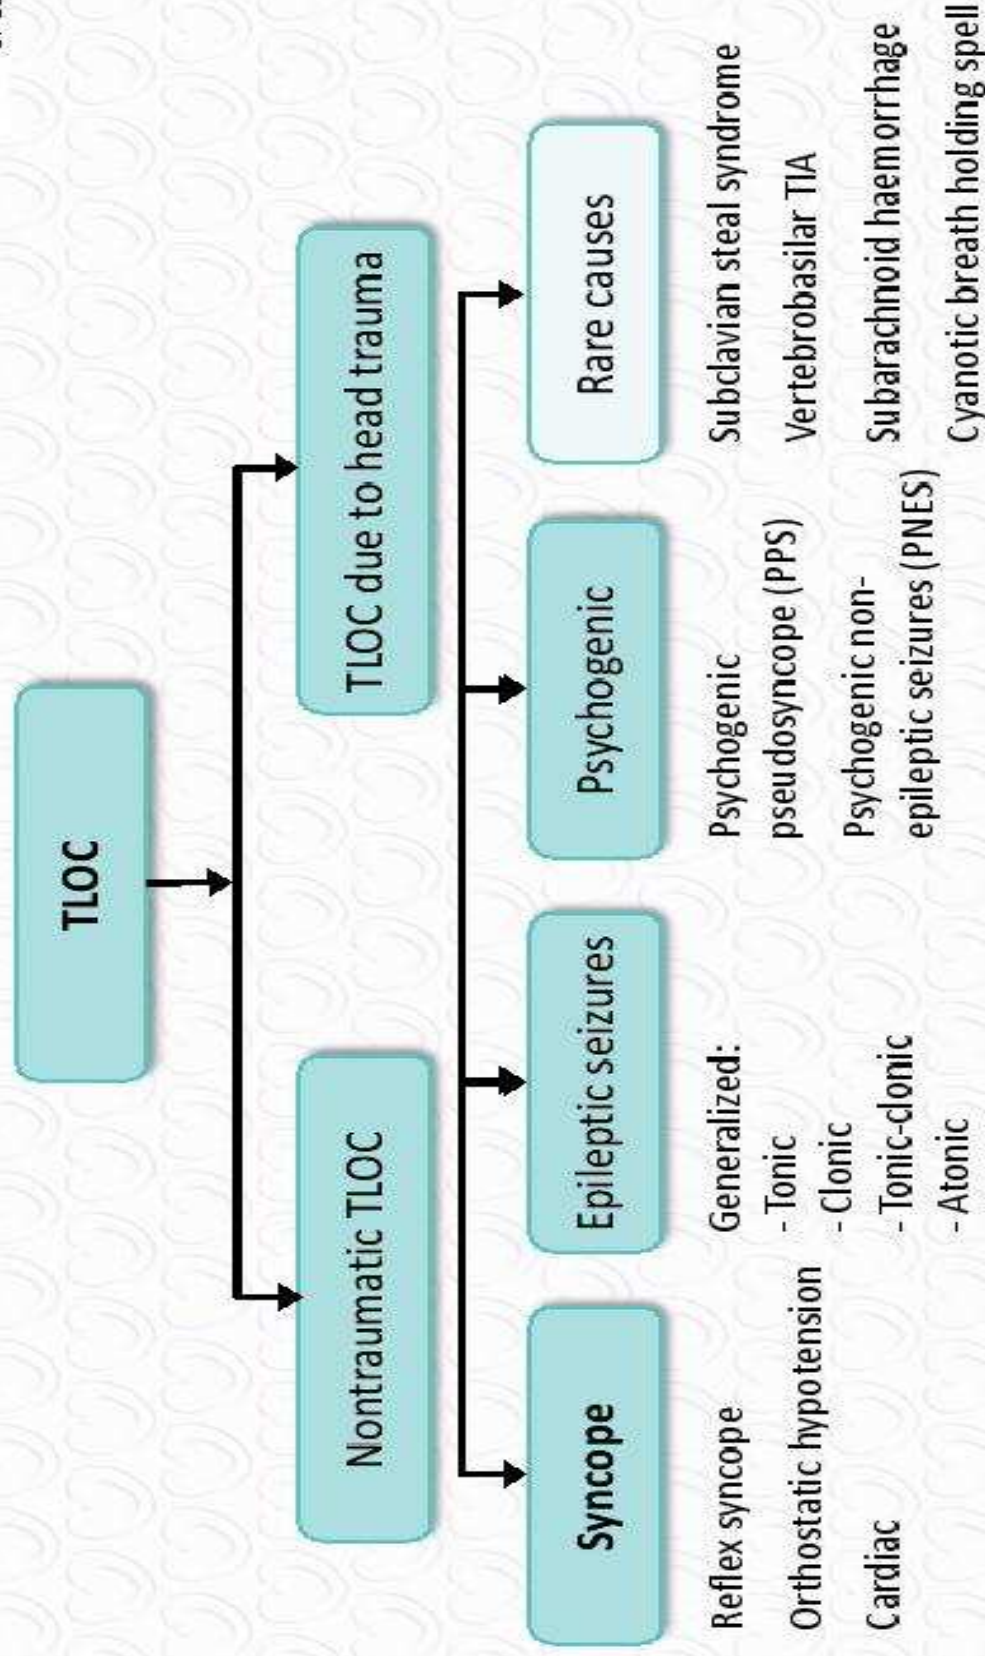 TLOC
Nontraumatic TLOC
TLOC due to head trauma
Syncope
Epileptic seizures
Psychogenic
Rare causes
Reflex syncope
Orthostatic hypotension
Cardiac
Generalized:
- Tonic
- Clonic
- Tonic-clonic
- Atonic
Psychogenic
pseudosyncope (PPS)
Psychogenic non-
epileptic seizures (PNES)
Subclavian steal syndrome
Vertebrobasilar TIA
Subarachnoid haemorrhage
Cyanotic breath holding spell